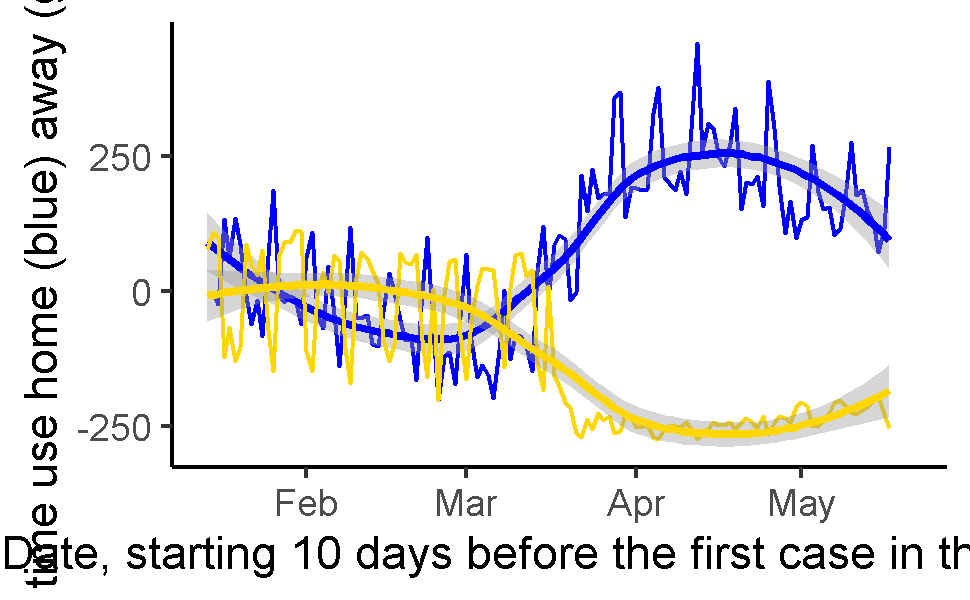 time use home (blue) away (
250
0
-250
Feb Mar Apr May
Date, starting 10 days before the first case in th